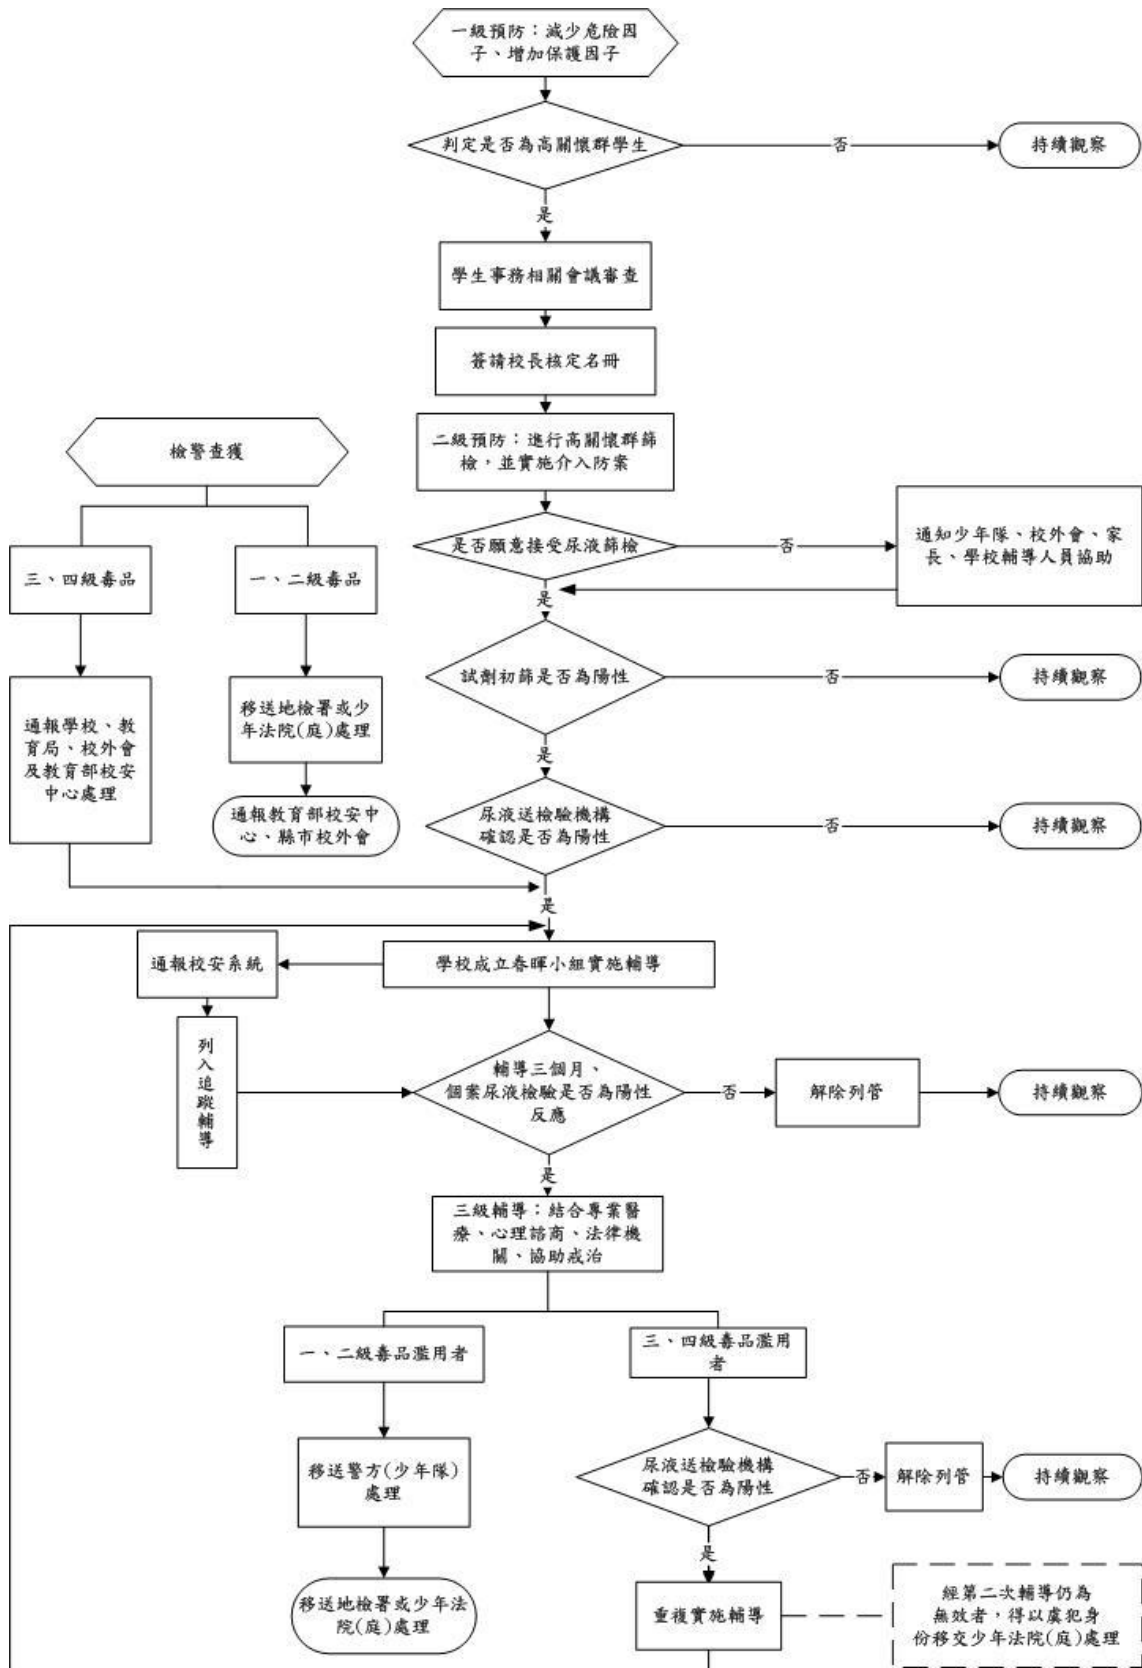 一級預防：減少危險因
子、增加保護因子
判定是否為高關懷群學生
否
持續觀察
是
學生事務相關會議審查
簽請校長核定名冊
二級預防：進行高關懷群篩
檢，並實施介入防案
檢警查獲
三、四級毒品
一、二級毒品
是否願意接受尿液篩檢
否
通知少年隊、校外會、家
長、學校輔導人員協助
是
試劑初篩是否為陽性
否
持續觀察
通報學校、教
育局、校外會
及教育部校安
中心處理
移送地檢署或少
年法院(庭)處理
通報教育部校安中
心、縣市校外會
是
尿液送檢驗機構
確認是否為陽性
否
持續觀察
是
通報校安系統
學校成立春暉小組實施輔導
列入追蹤輔導
輔導三個月、
個案尿液檢驗是否為陽性
反應
否
解除列管
持續觀察
是
三級輔導：結合專業醫
療、心理諮商、法律機
關、協助戒治
一、二級毒品濫用者
三、四級毒品濫用
者
移送警方(少年隊)
處理
尿液送檢驗機構
確認是否為陽性
否
解除列管
持續觀察
是
移送地檢署或少年法
院(庭)處理
重複實施輔導
經第二次輔導仍為
無效者，得以虞犯身
份移交少年法院(庭)處理